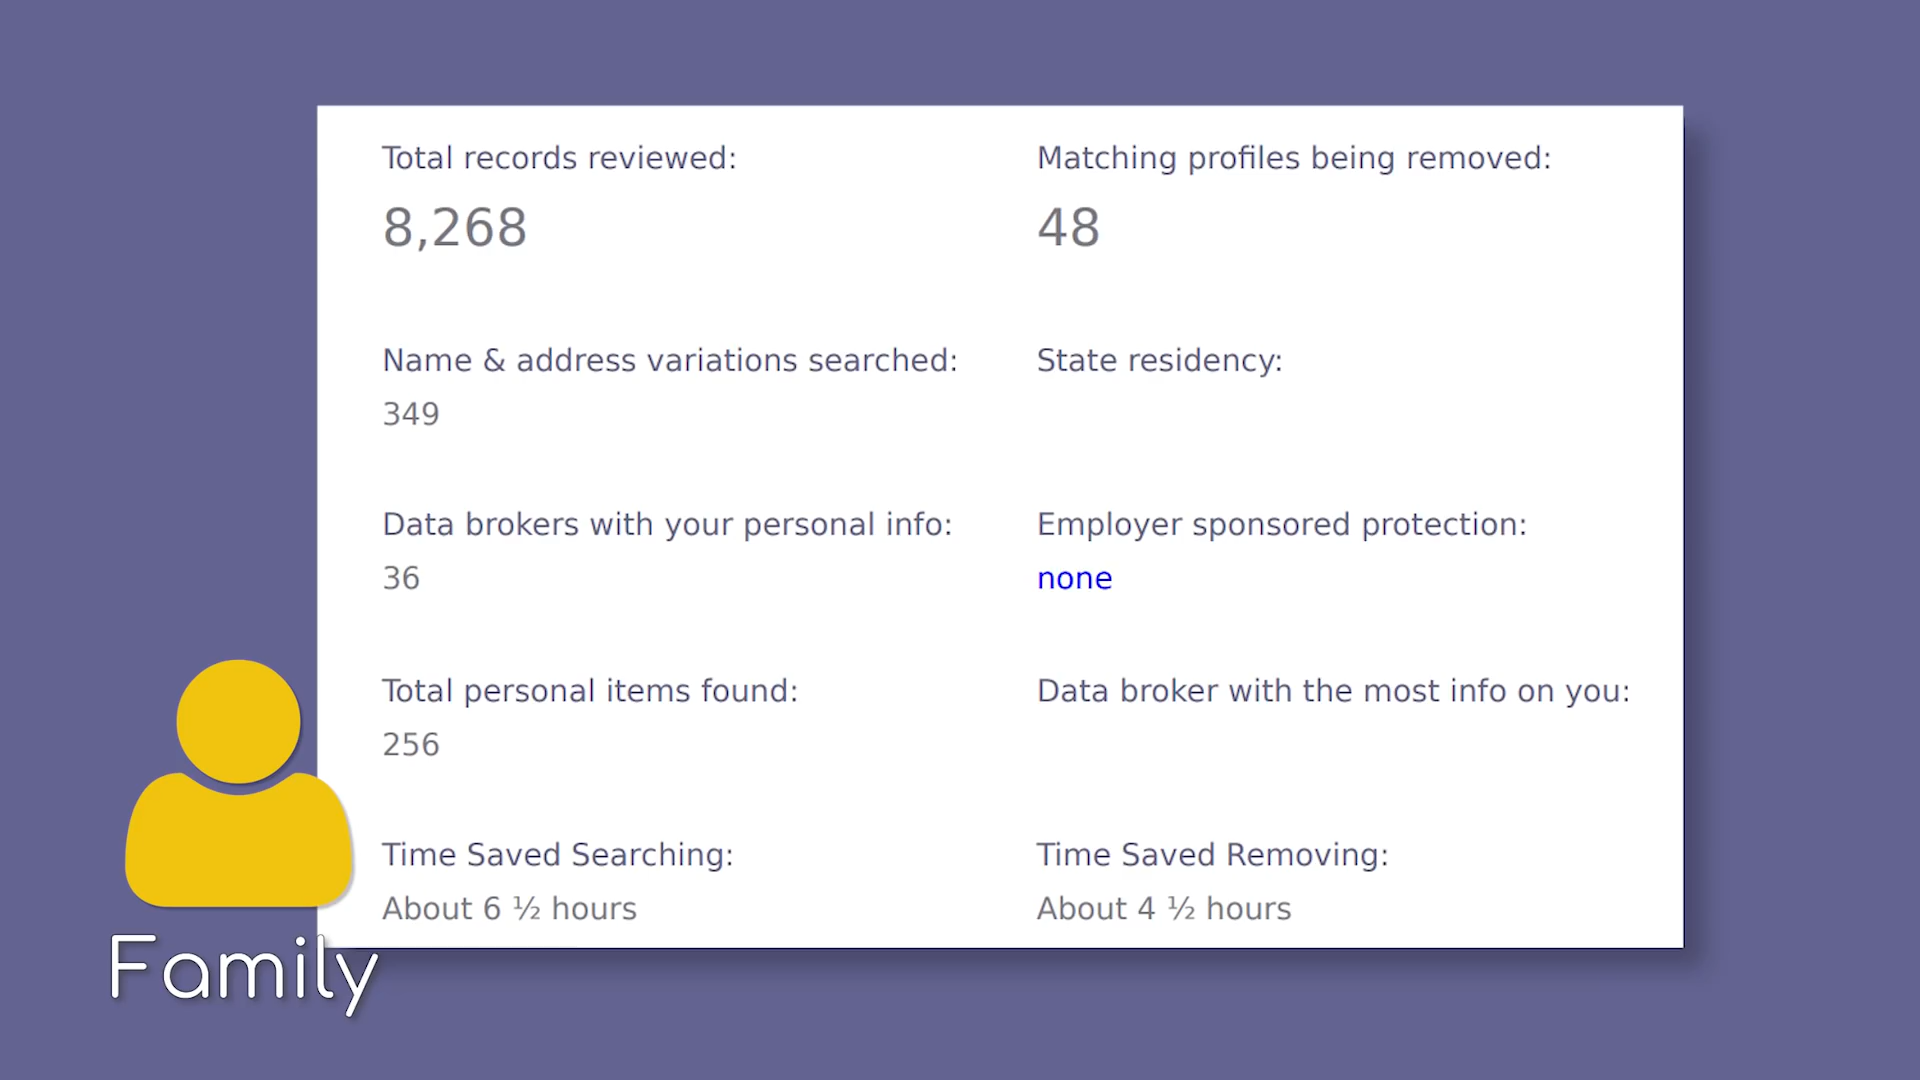 Total records reviewed:
8,268
Matching profiles being removed:
48
Name & address variations searched:
349
State residency:
Data brokers with your personal info:
36
Employer sponsored protection:
none
Total personal items found:
256
Data broker with the most info on you:
Time Saved Searching:
About 6 ½ hours
Time Saved Removing:
About 4 ½ hours
Family